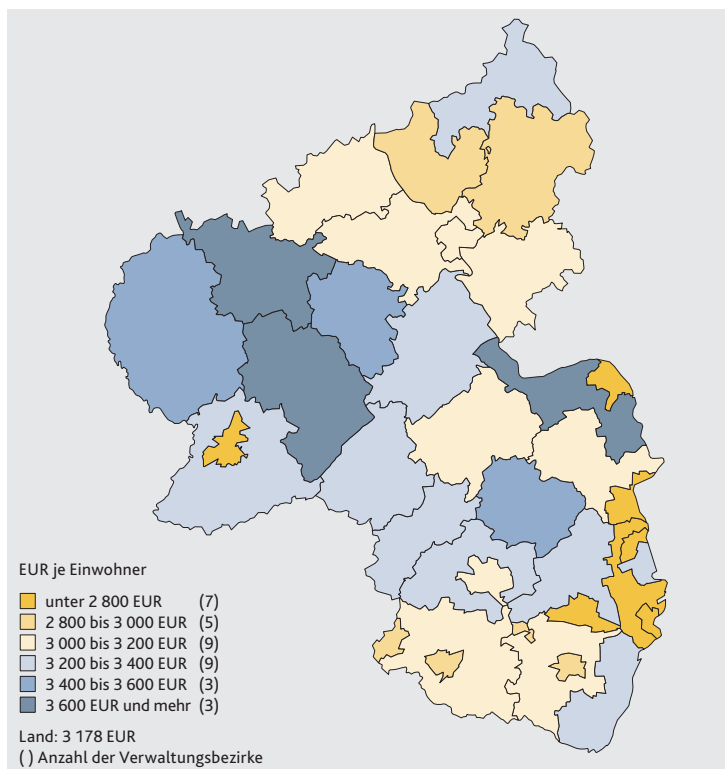 EUR je Einwohner
unter 2 800 EUR (7)
2 800 bis 3 000 EUR (5)
3 000 bis 3 200 EUR (9)
3 200 bis 3 400 EUR (9)
3 400 bis 3 600 EUR (3)
3 600 EUR und mehr (3)
Land: 3 178 EUR
( ) Anzahl der Verwaltungsbezirke